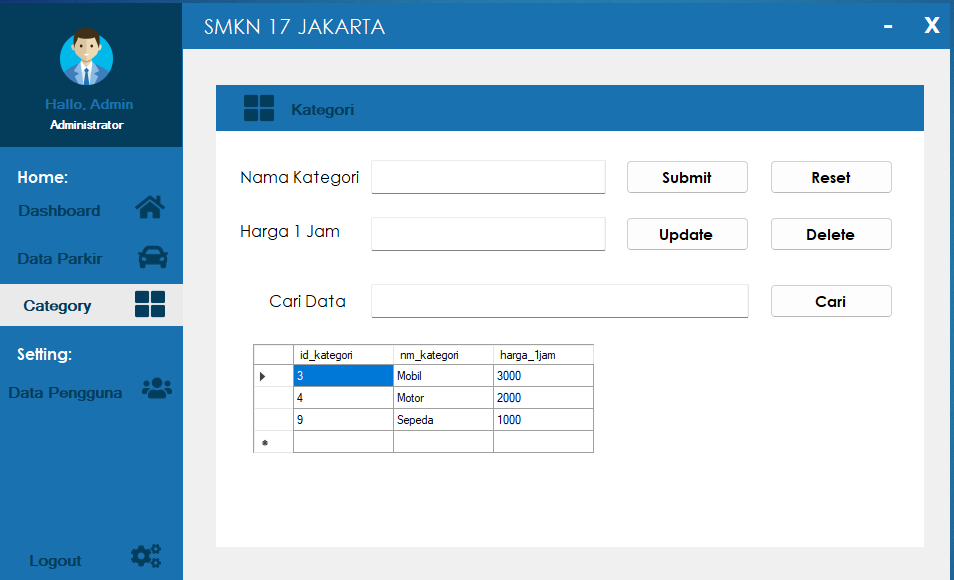 SMKN 17 JAKARTA
- X
Hallo, Admin
Administrator
Home:
Dashboard
Data Parkir
Category
Setting:
Data Pengguna
Logout
Kategori
Nama Kategori Submit Reset
Harga 1 Jam Update Delete
Cari Data Cari
id_kategori nm_kategori harga_1jam
3 Mobil 3000
4 Motor 2000
9 Sepeda 1000